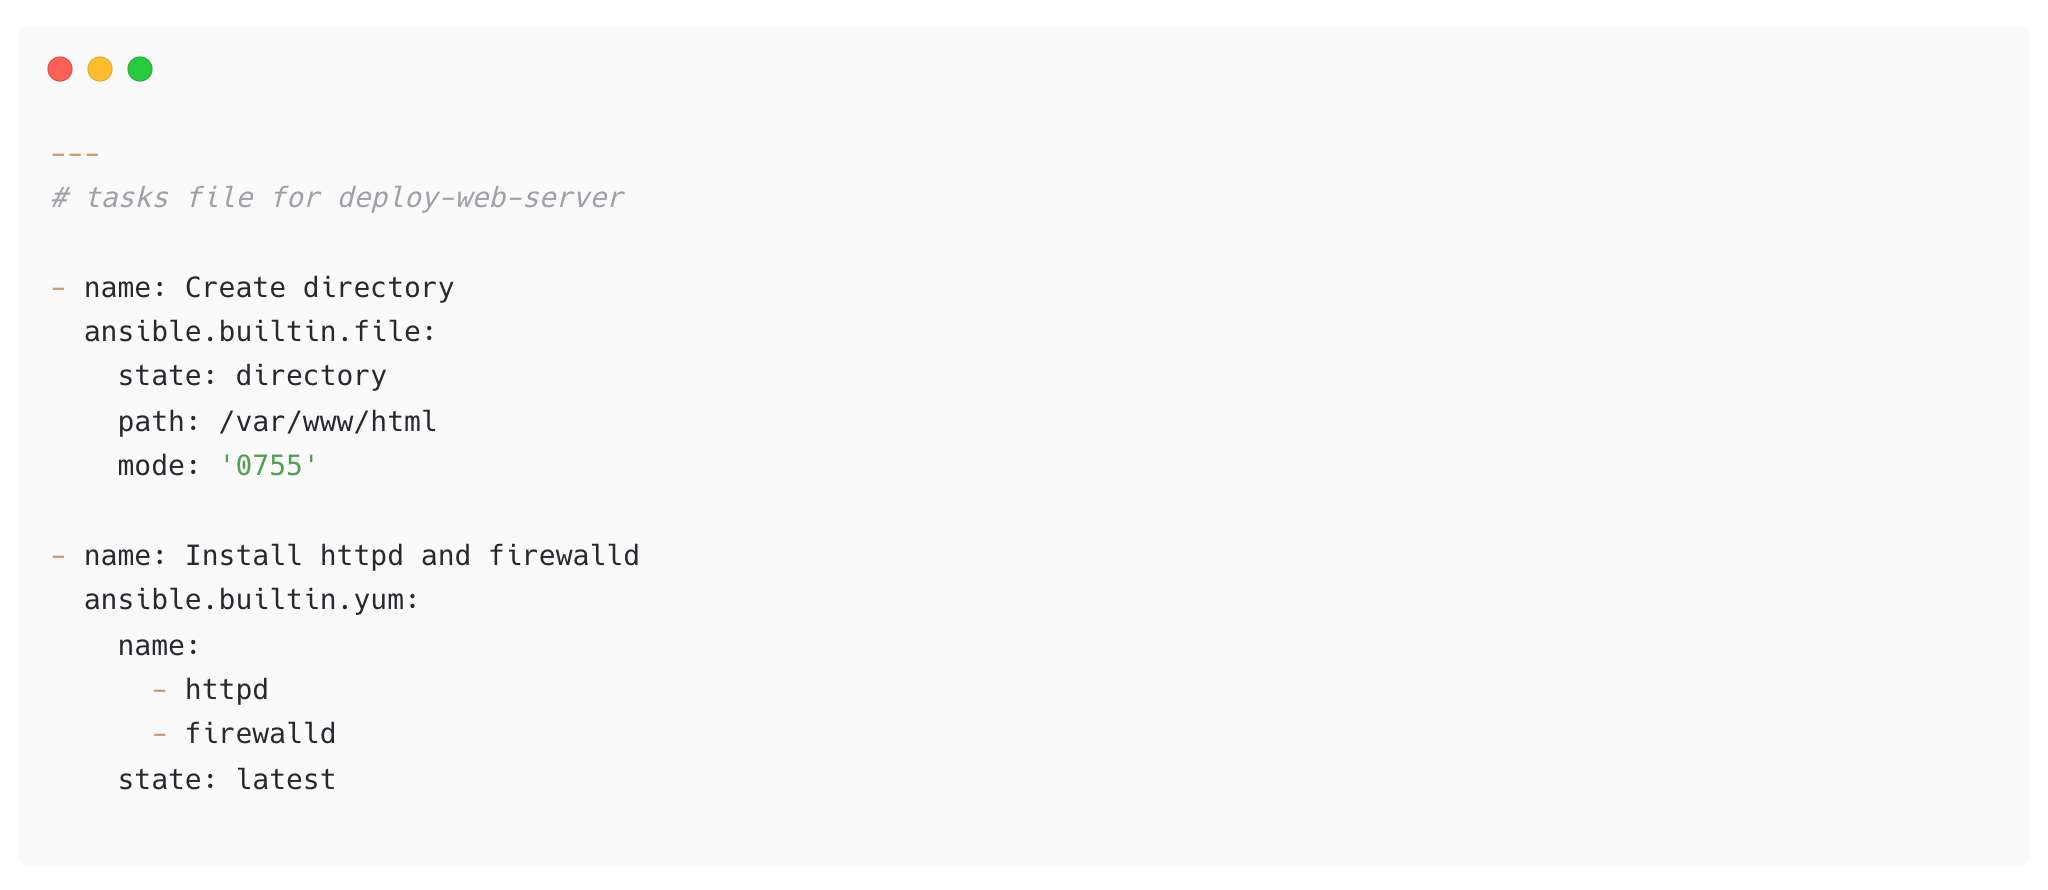 ---
# tasks file for deploy-web-server

- name: Create directory
  ansible.builtin.file:
    state: directory
    path: /var/www/html
    mode: '0755'

- name: Install httpd and firewalld
  ansible.builtin.yum:
    name:
      - httpd
      - firewalld
    state: latest